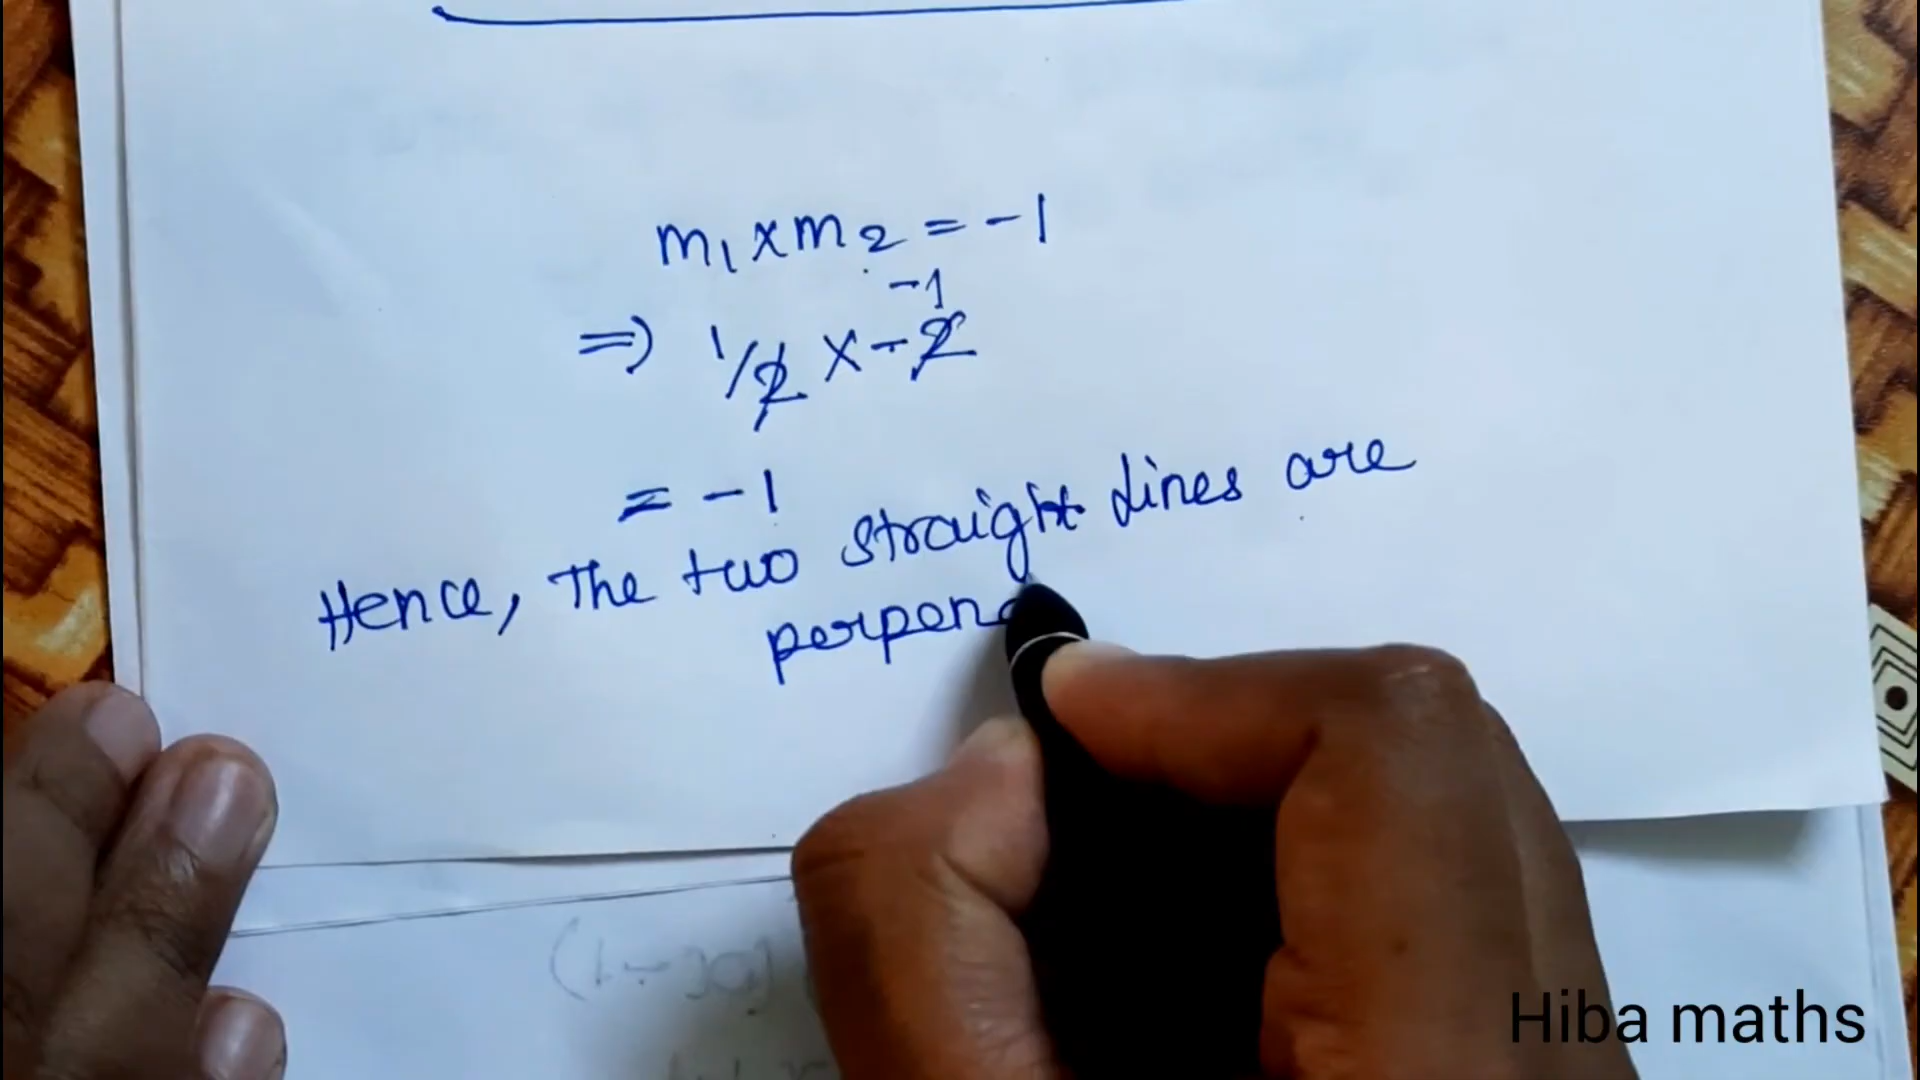 m₁ x m₂ = -1
-1
=) 1/2 x -2
= -1
Hence, The two straight lines are
perpen
Hiba maths